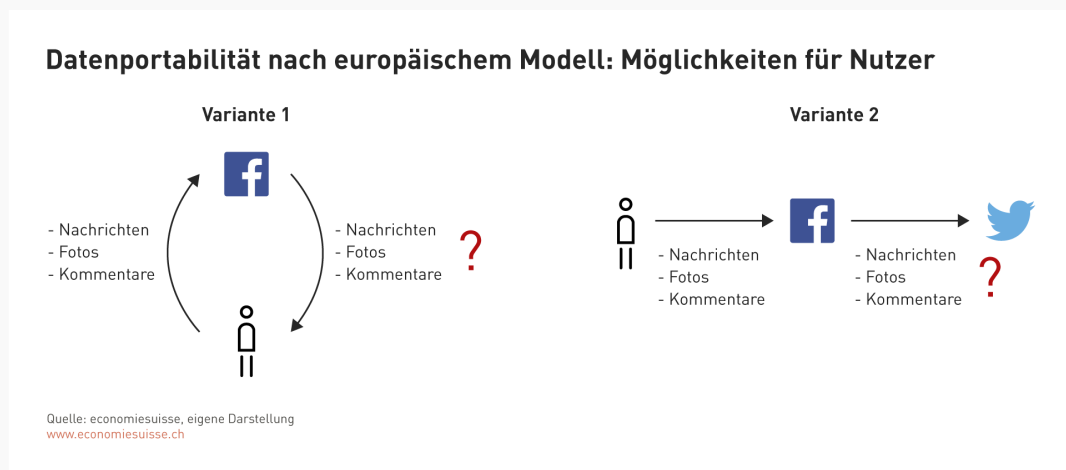 Datenportabilität nach europäischem Modell: Möglichkeiten für Nutzer
Variante 1
- Nachrichten
- Fotos
- Kommentare
- Nachrichten
- Fotos
- Kommentare
?
Variante 2
- Nachrichten
- Fotos
- Kommentare
- Nachrichten
- Fotos
- Kommentare
?
Quelle: economiesuisse, eigene Darstellung
www.economiesuisse.ch